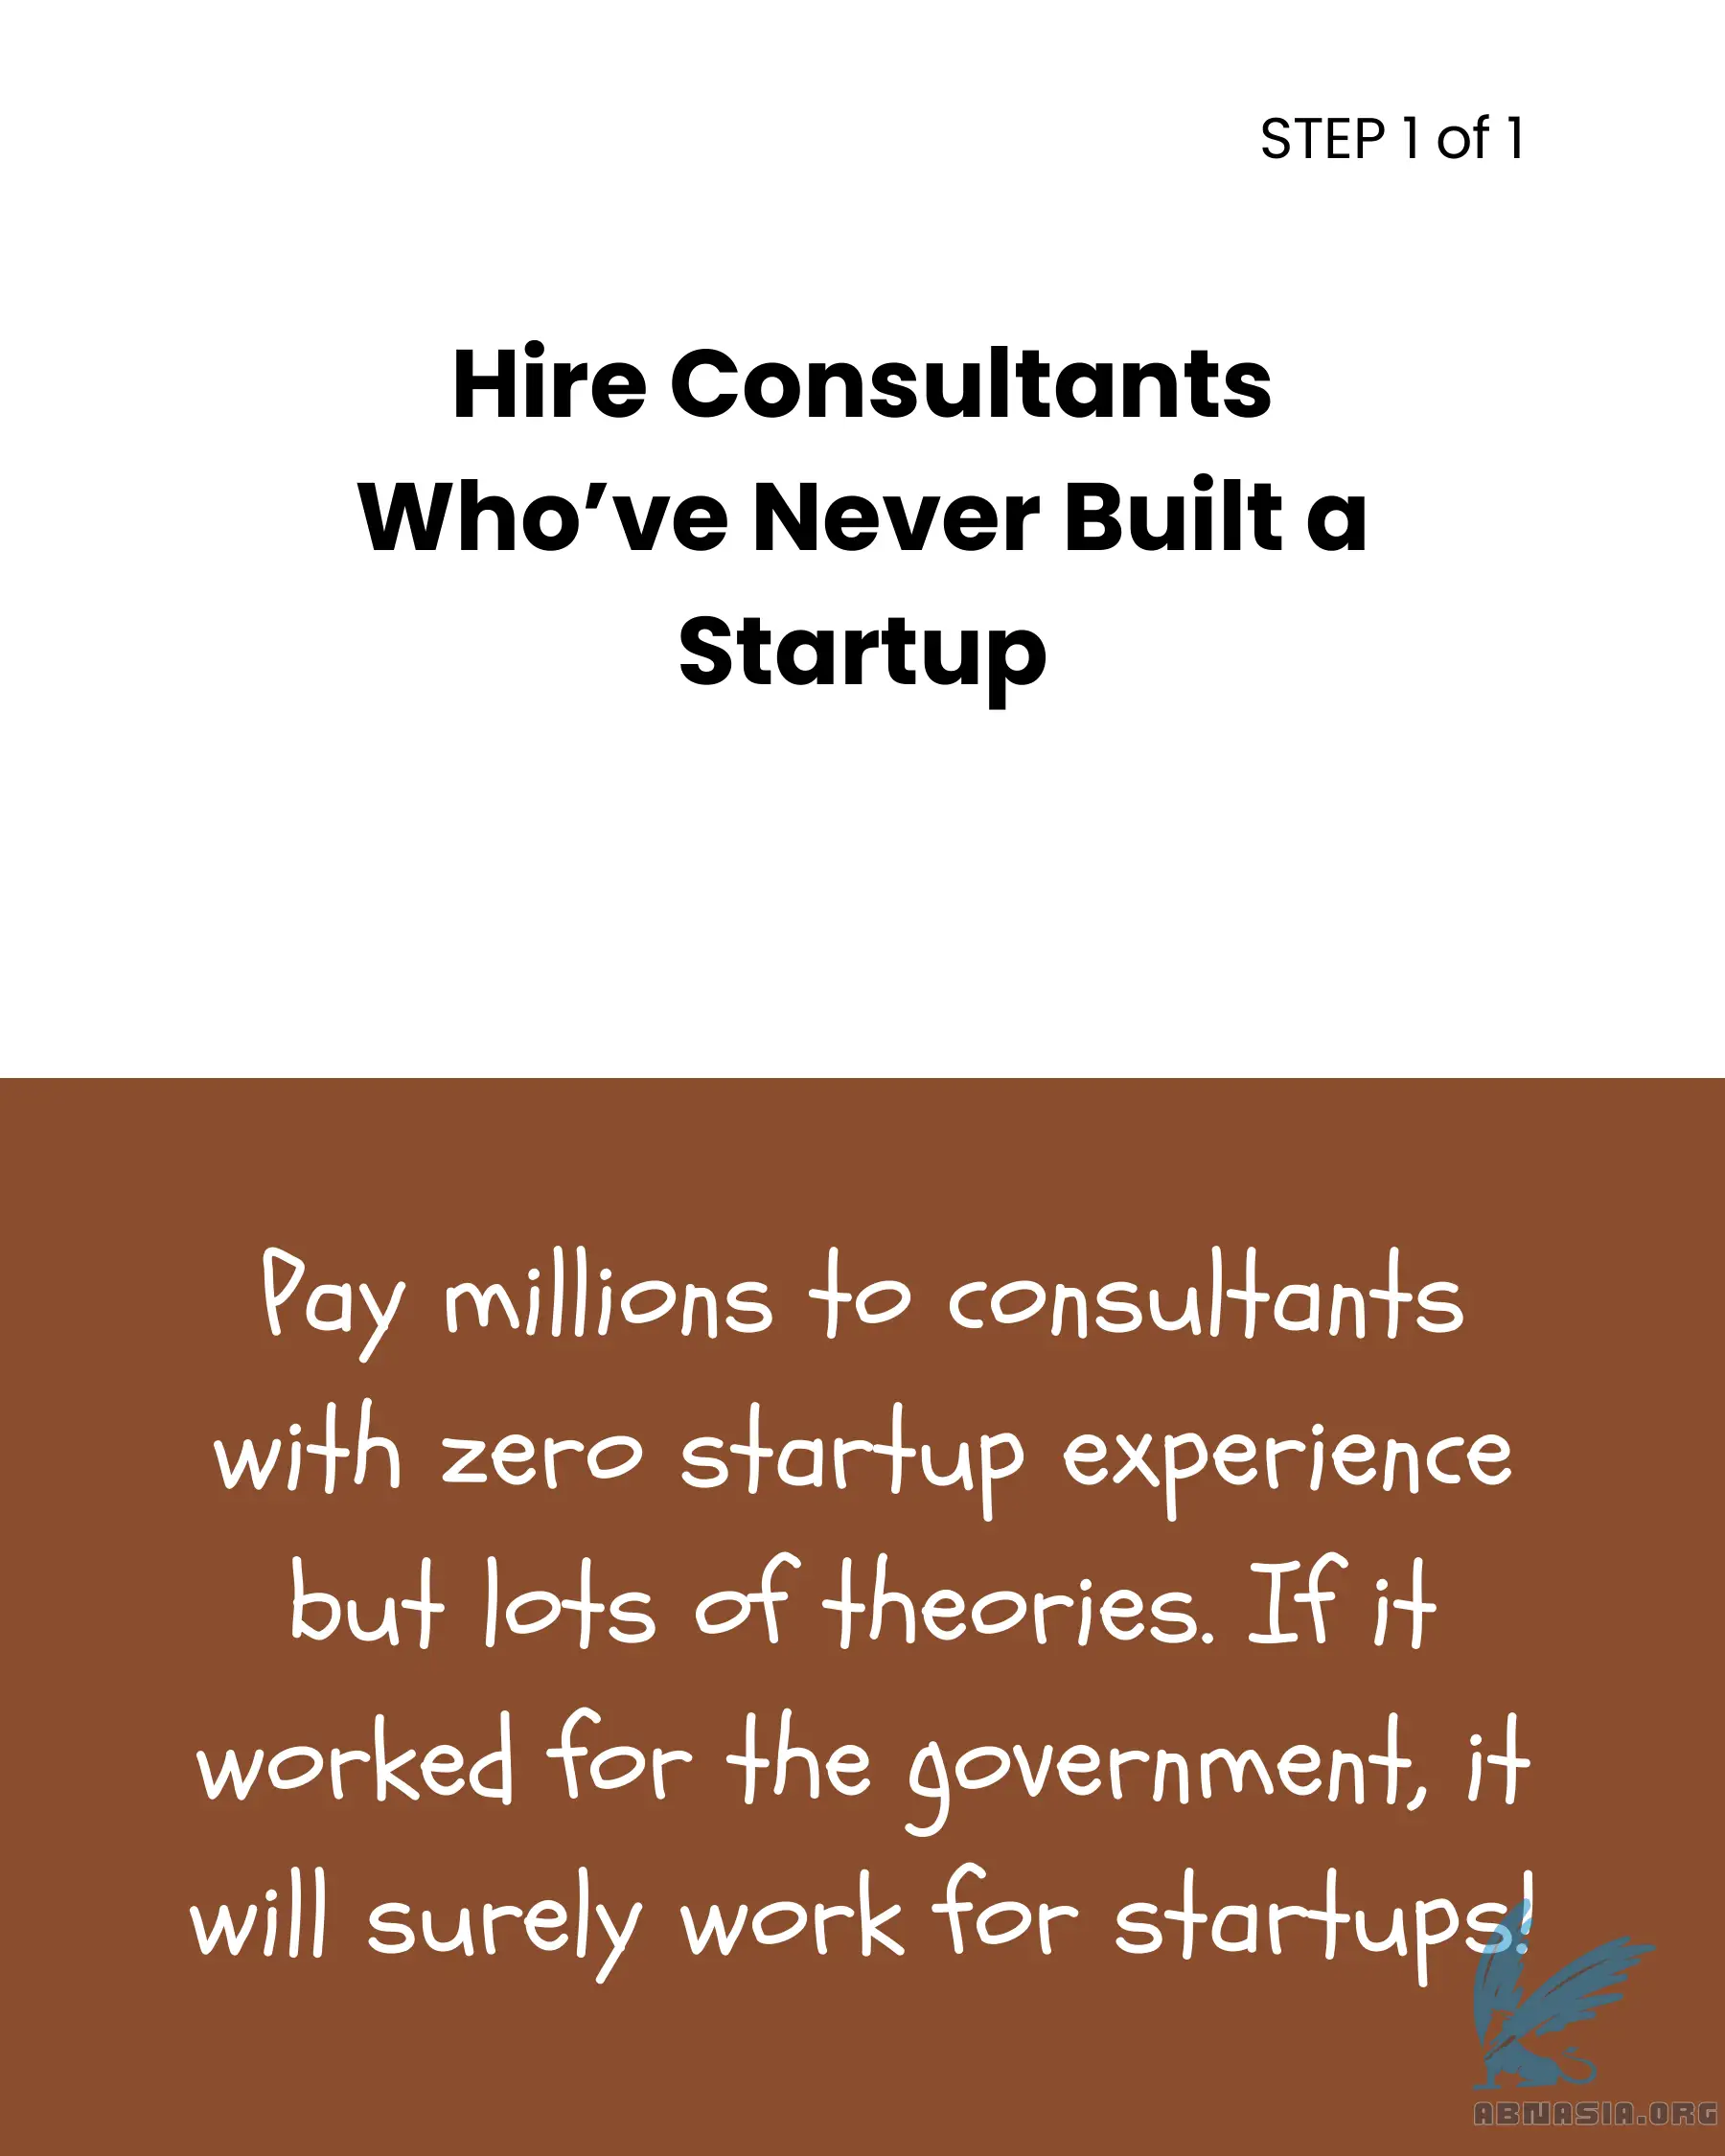 STEP 1 of 1
Hire Consultants
Who’ve Never Built a
Startup
Pay millions to consultants
with zero startup experience
but lots of theories. If it
worked for the government, it
will surely work for startups!
ABNASIA.ORG